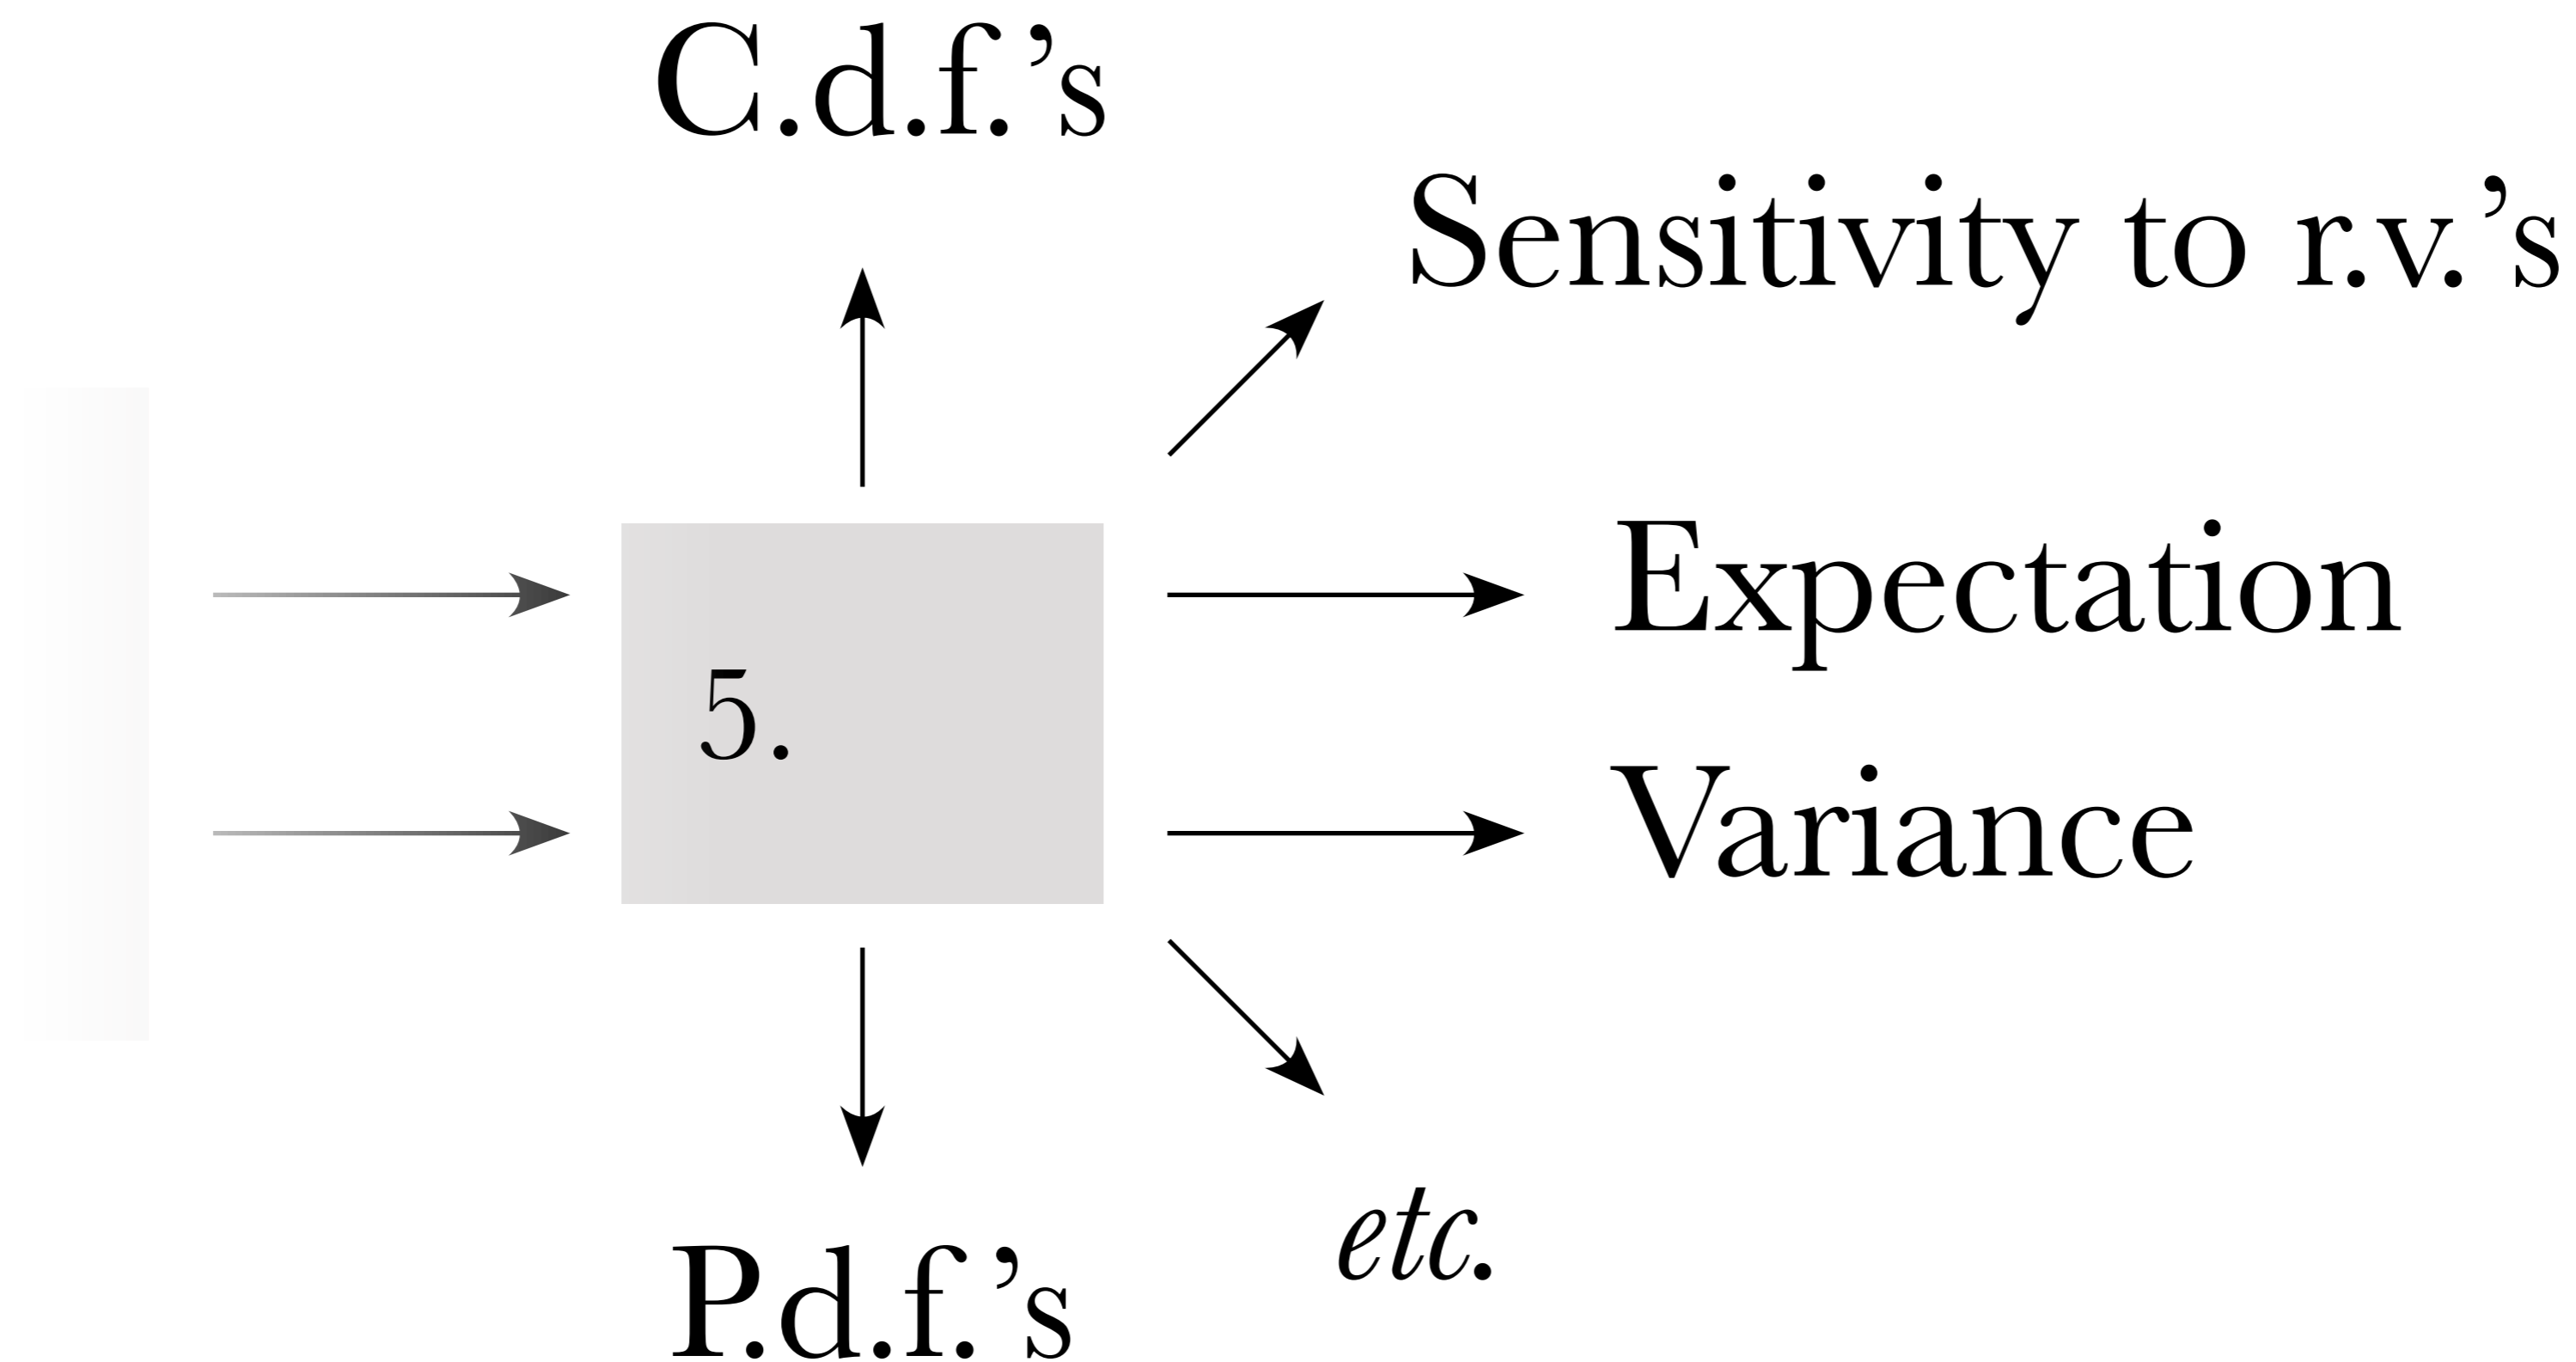 C.d.f.’s
Sensitivity to r.v.’s
Expectation
5.
Variance
etc.
P.d.f.’s